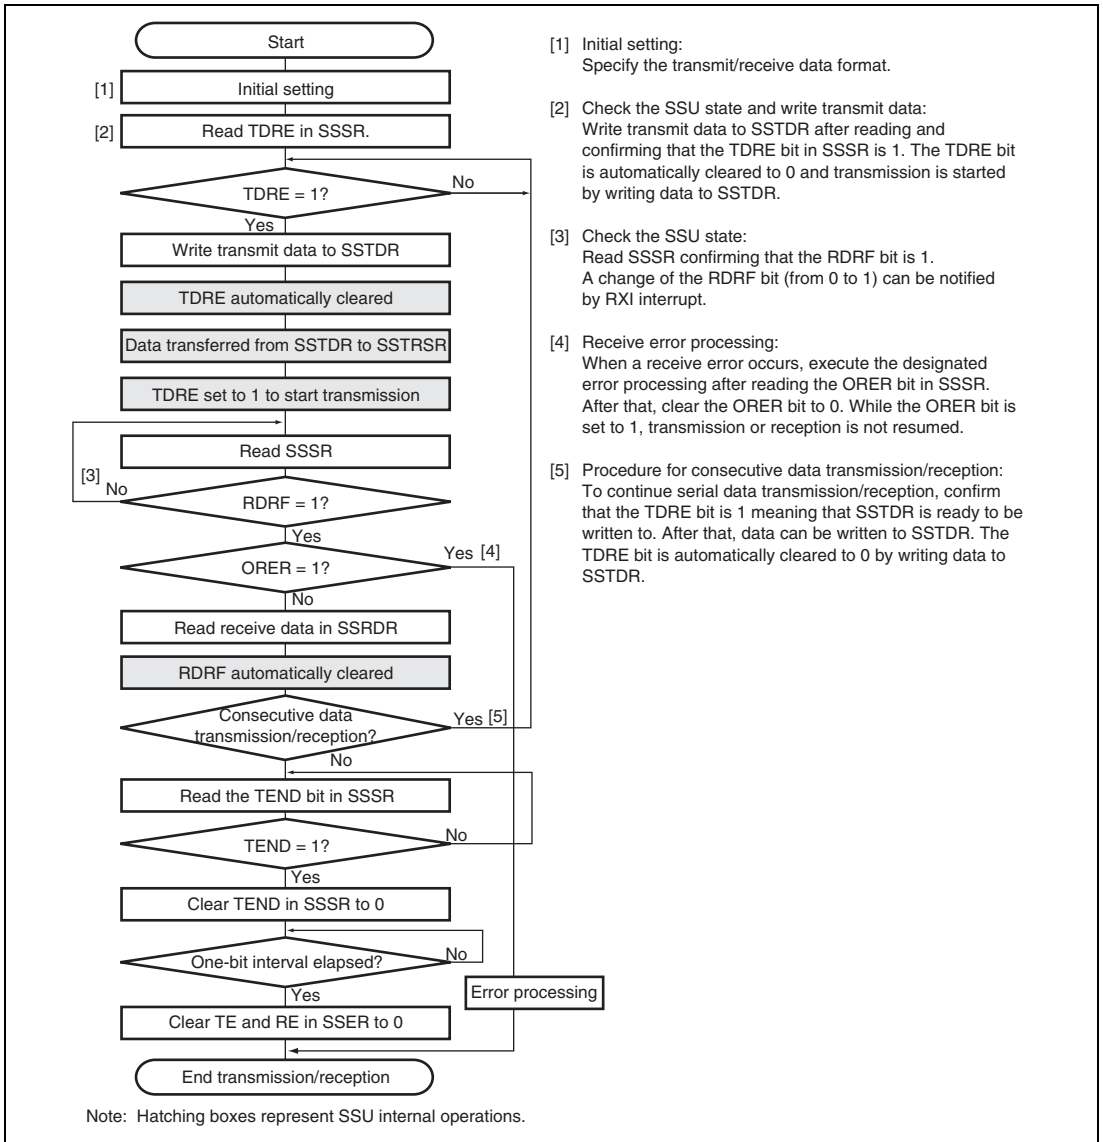 Start
[1] Initial setting
[2] Read TDRE in SSSR.
TDRE = 1?
No
Yes
Write transmit data to SSTDR
TDRE automatically cleared
Data transferred from SSTDR to SSTRSR
TDRE set to 1 to start transmission
Read SSSR
[3]
No
RDRF = 1?
Yes
ORER = 1?
Yes [4]
No
Read receive data in SSRDR
RDRF automatically cleared
Consecutive data
transmission/reception?
Yes [5]
No
Read the TEND bit in SSSR
TEND = 1?
No
Yes
Clear TEND in SSSR to 0
One-bit interval elapsed?
No
Yes
Error processing
Clear TE and RE in SSER to 0
End transmission/reception
[1] Initial setting:
Specify the transmit/receive data format.
[2] Check the SSU state and write transmit data:
Write transmit data to SSTDR after reading and
confirming that the TDRE bit in SSSR is 1. The TDRE bit
is automatically cleared to 0 and transmission is started
by writing data to SSTDR.
[3] Check the SSU state:
Read SSSR confirming that the RDRF bit is 1.
A change of the RDRF bit (from 0 to 1) can be notified
by RXI interrupt.
[4] Receive error processing:
When a receive error occurs, execute the designated
error processing after reading the ORER bit in SSSR.
After that, clear the ORER bit to 0. While the ORER bit is
set to 1, transmission or reception is not resumed.
[5] Procedure for consecutive data transmission/reception:
To continue serial data transmission/reception, confirm
that the TDRE bit is 1 meaning that SSTDR is ready to be
written to. After that, data can be written to SSTDR. The
TDRE bit is automatically cleared to 0 by writing data to
SSTDR.
Note: Hatching boxes represent SSU internal operations.